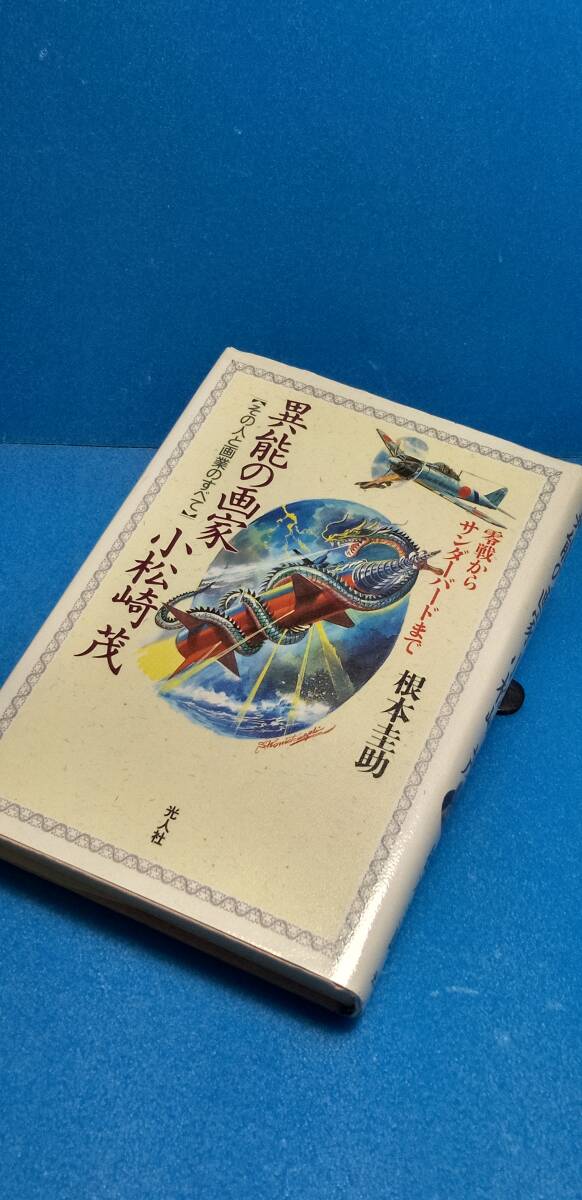 零戦から
サンダーバードまで
異能の画家
小松崎 茂
【その人と画業のすべて】
根本圭助
光人社